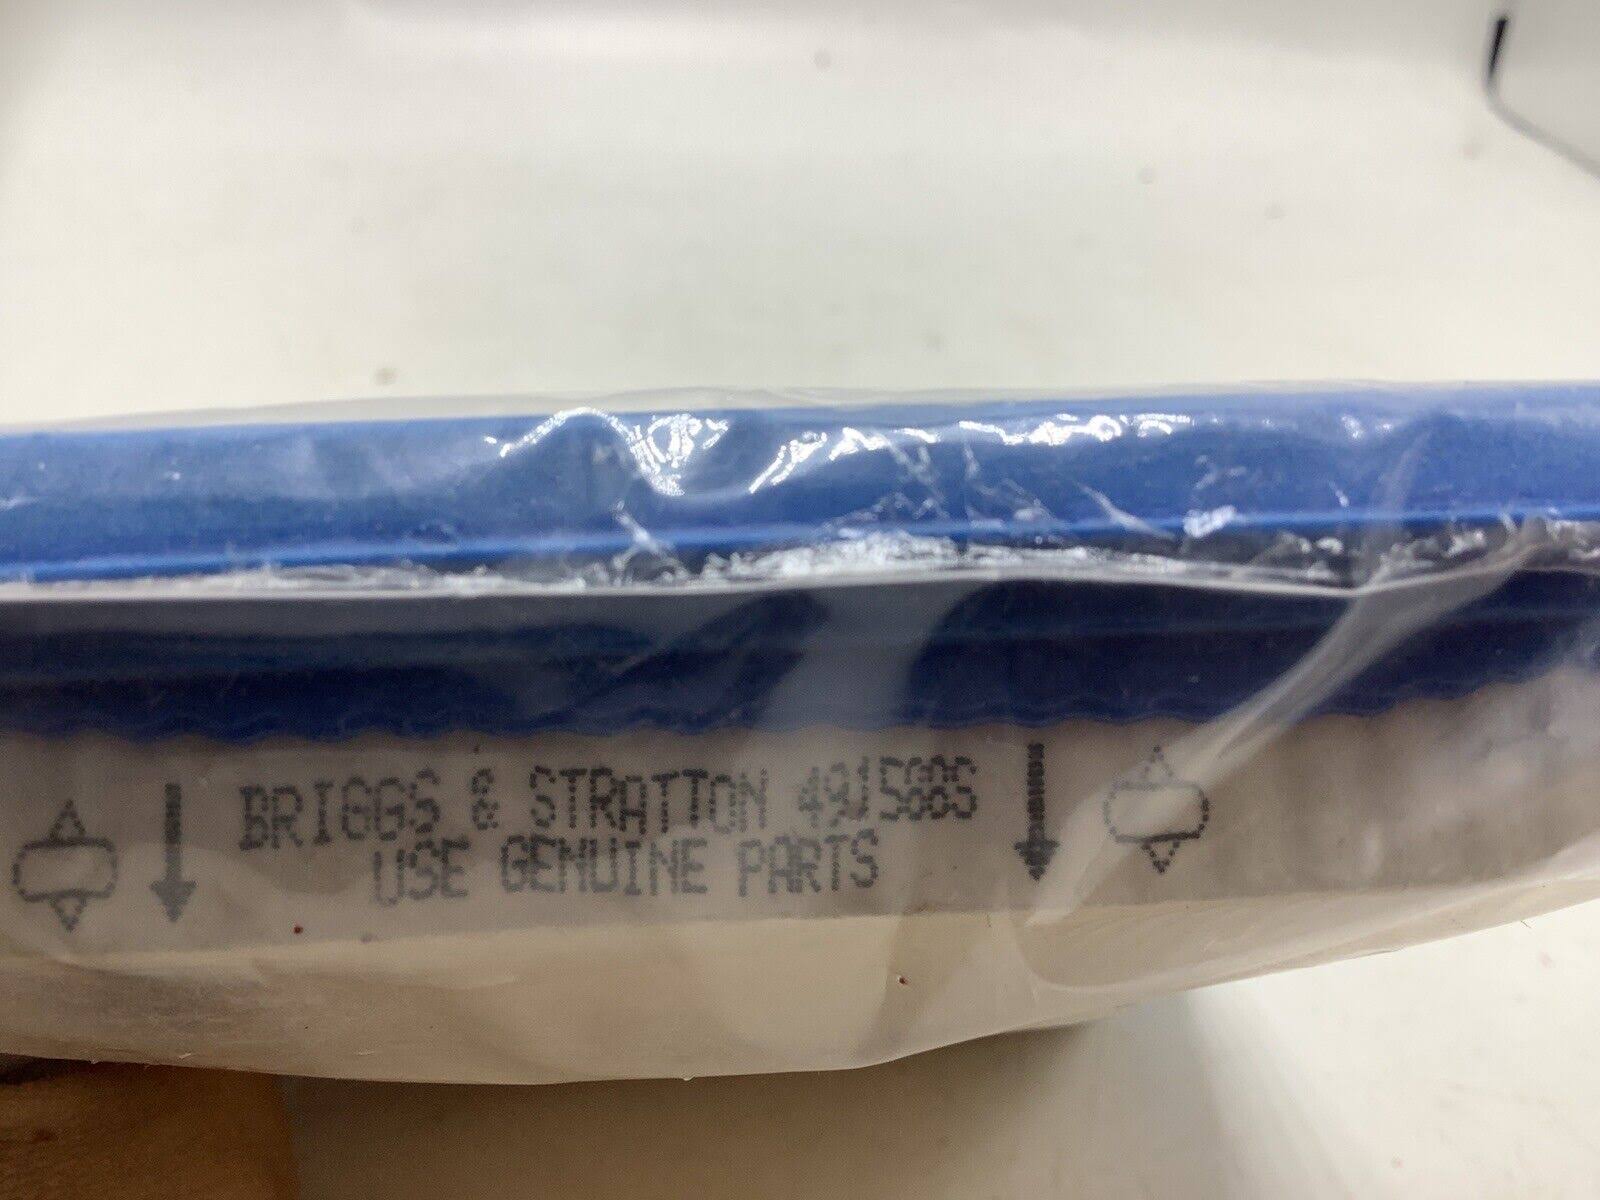 BRIGGS & STRATTON 491588S
USE GENUINE PARTS